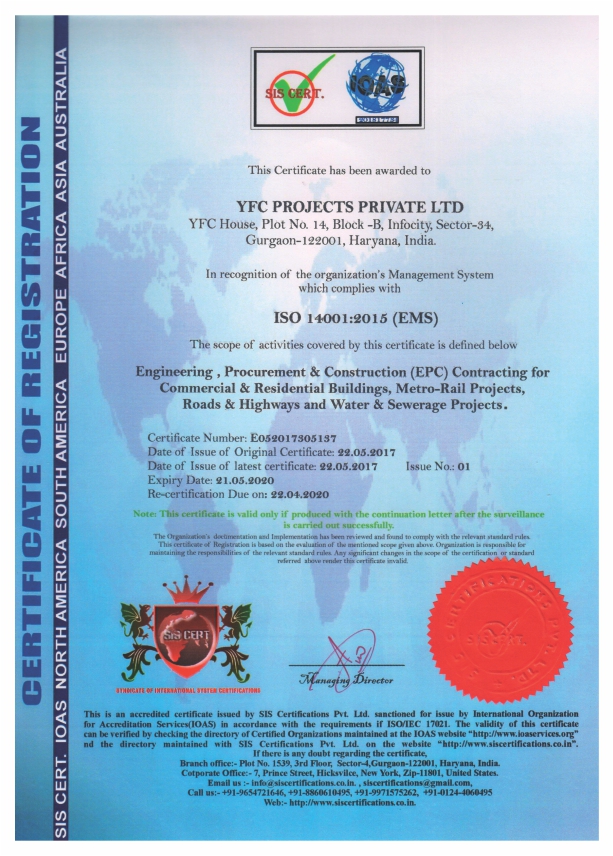 CERTIFICATE OF REGISTRATION
SIS CERT. IOAS NORTH AMERICA SOUTH AMERICA EUROPE AFRICA ASIA AUSTRALIA
SIS CERT.
IOAS
This Certificate has been awarded to
YFC PROJECTS PRIVATE LTD
YFC House, Plot No. 14, Block -B, Infocity, Sector-34,
Gurgaon-122001, Haryana, India.
In recognition of the organization's Management System
which complies with
ISO 14001:2015 (EMS)
The scope of activities covered by this certificate is defined below
Engineering , Procurement & Construction (EPC) Contracting for
Commercial & Residential Buildings, Metro-Rail Projects,
Roads & Highways and Water & Sewerage Projects.
Certificate Number: E052017305137
Date of Issue of Original Certificate: 22.05.2017
Date of Issue of latest certificate: 22.05.2017 Issue No.: 01
Expiry Date: 21.05.2020
Re-certification Due on: 22.04.2020
Note: This certificate is valid only if produced with the continuation letter after the surveillance
is carried out successfully.
The Organization's documentation and Implementation has been reviewed and found to comply with the relevant standard rules.
This certificate of Registration is based on the evaluation of the mentioned scope given above. Organization is responsible for
maintaining the responsibilities of the relevant standard rules. Any significant changes in the scope of the certification or standard
referred above render this certificate invalid.
SIS CERT
SYNDICATE OF INTERNATIONAL SYSTEM CERTIFICATIONS
Managing Director
SIS CERTIFICATIONS PVT. LTD.
SIS CERT.
This is an accredited certificate issued by SIS Certifications Pvt. Ltd. sanctioned for issue by International Organization
for Accreditation Services(IOAS) in accordance with the requirements if ISO/IEC 17021. The validity of this certificate
can be verified by checking the directory of Certified Organizations maintained at the IOAS website "http://www.ioaservices.org"
nd the directory maintained with SIS Certifications Pvt. Ltd. on the website "http://www.siscertifications.co.in".
If there is any doubt regarding the certificate,
Branch office:- Plot No. 1539, 3rd Floor, Sector-4,Gurgaon-122001, Haryana, India.
Cotporate Office:- 7, Prince Street, Hicksvilce, New York, Zip-11801, United States.
Email us :- info@siscertifications.co.in. , siscertifications@gmail.com,
Call us:- +91-9654721646, +91-8860610495, +91-9971575262, +91-0124-4060495
Web:- http://www.siscertifications.co.in.